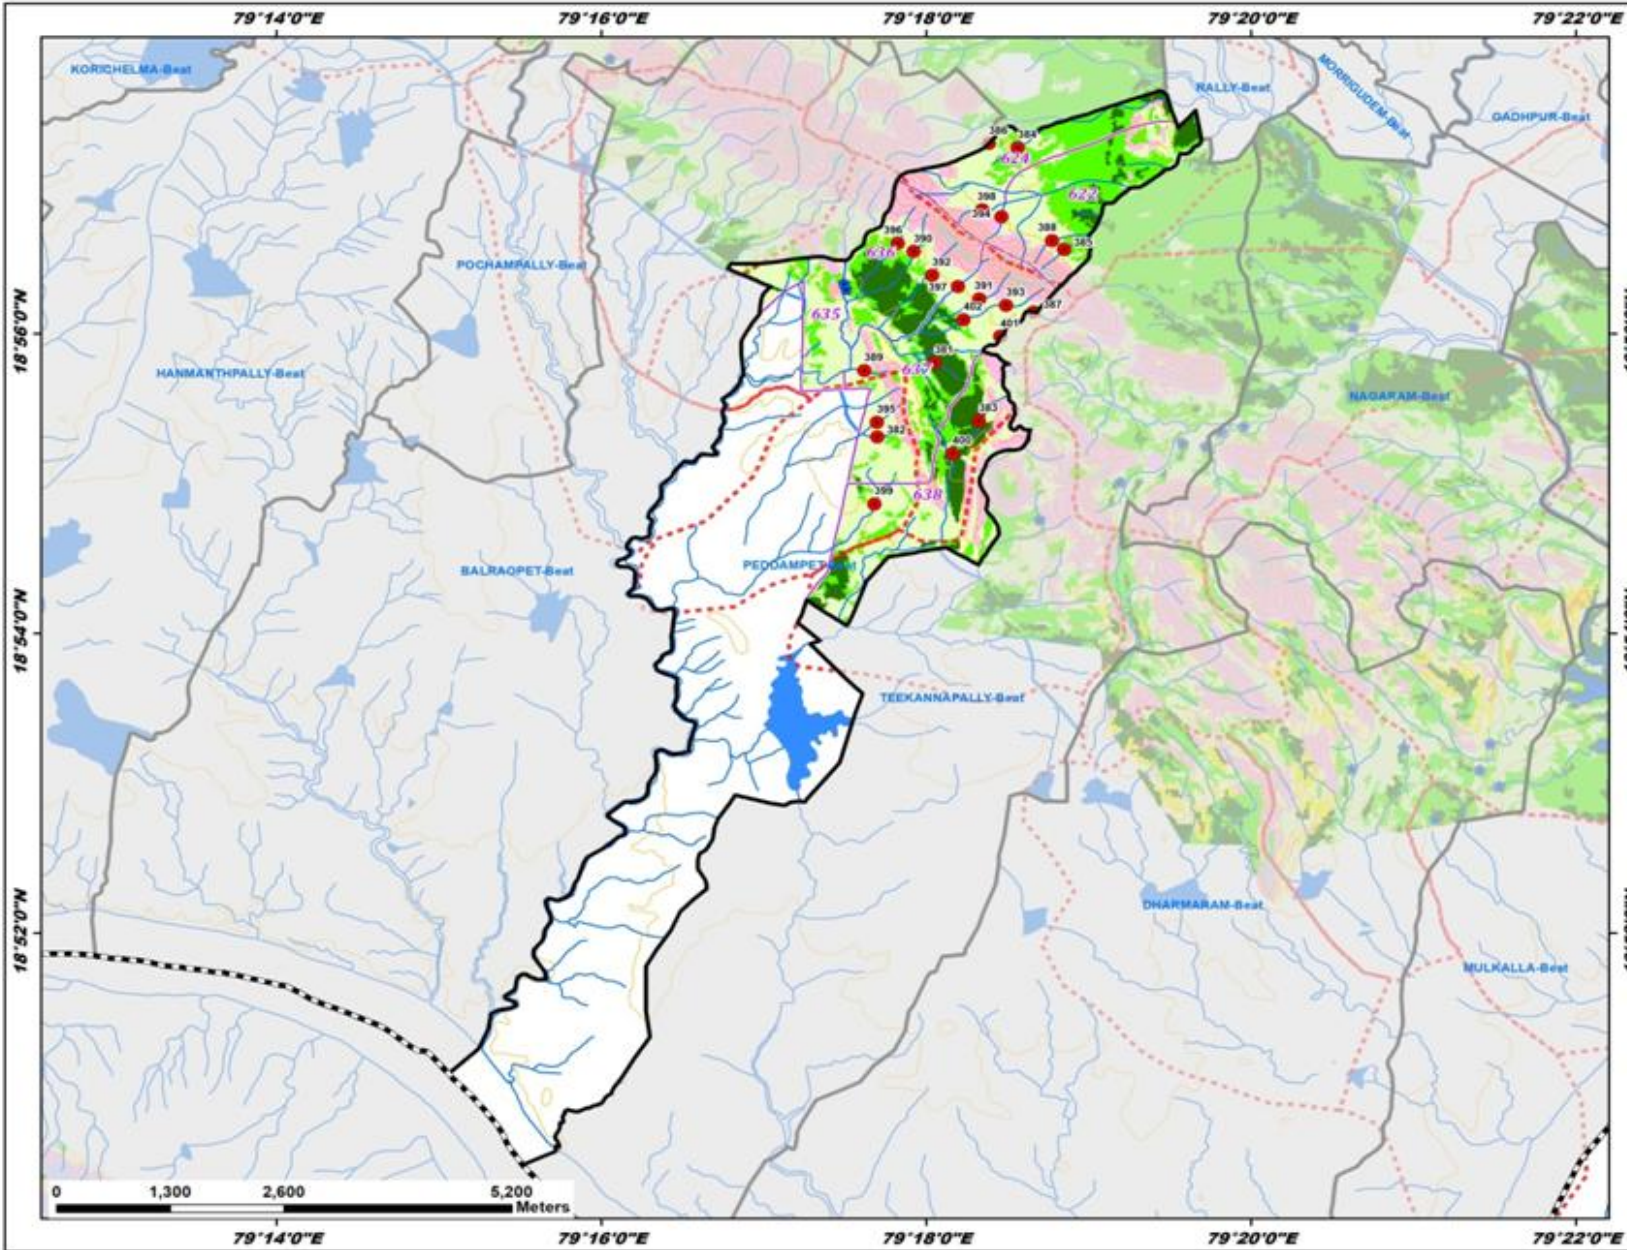 79°14'0"E 79°16'0"E 79°18'0"E 79°20'0"E 79°22'0"E
KORICHELMA-Beat
RALLY-Beat
MORRIGUDEM-Beat
GADHPUR-Beat
386
384
624
622
398
394
396
390
388
385
636
POCHAMPALLY-Beat
392
397
391
393
387
402
401
18°56'0"N
635
381
389
637
HANMANTHPALLY-Beat
NAGARAM-Beat
395
383
382
400
399
638
PEDDAMPET-Beat
BALRAOPET-Beat
18°54'0"N
TEEKANNAPALLY-Beat
DHARMARAM-Beat
18°52'0"N
MULKALLA-Beat
0 1,300 2,600 5,200
Meters
79°14'0"E 79°16'0"E 79°18'0"E 79°20'0"E 79°22'0"E